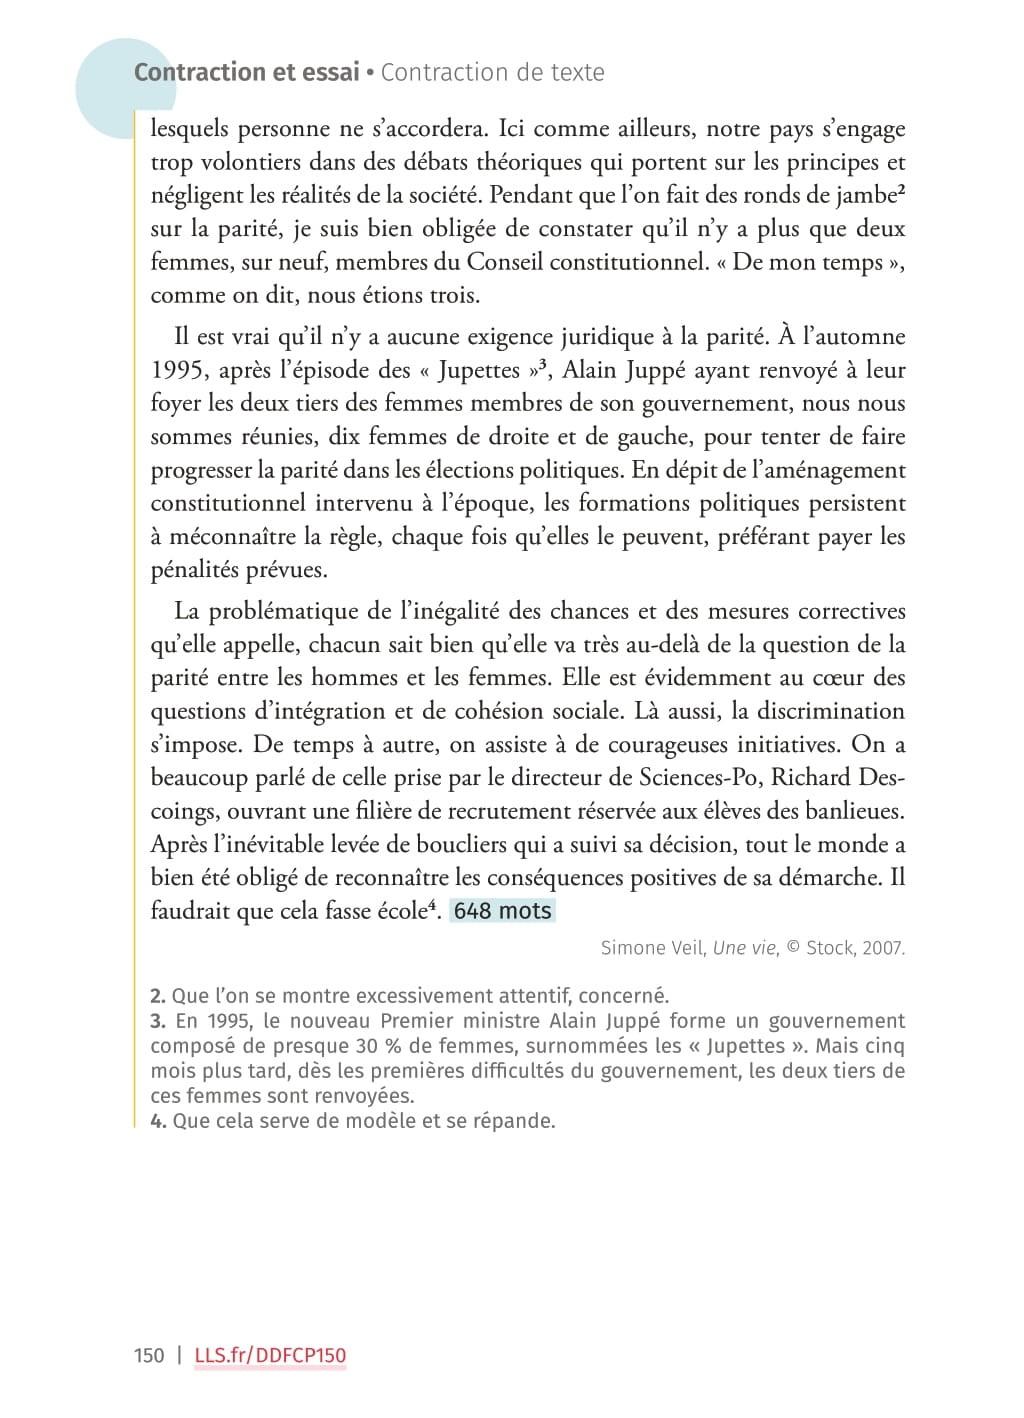 Contraction et essai • Contraction de texte
lesquels personne ne s’accordera. Ici comme ailleurs, notre pays s’engage
trop volontiers dans des débats théoriques qui portent sur les principes et
négligent les réalités de la société. Pendant que l’on fait des ronds de jambe²
sur la parité, je suis bien obligée de constater qu’il n’y a plus que deux
femmes, sur neuf, membres du Conseil constitutionnel. « De mon temps »,
comme on dit, nous étions trois.
Il est vrai qu’il n’y a aucune exigence juridique à la parité. À l’automne
1995, après l’épisode des « Jupettes »³, Alain Juppé ayant renvoyé à leur
foyer les deux tiers des femmes membres de son gouvernement, nous nous
sommes réunies, dix femmes de droite et de gauche, pour tenter de faire
progresser la parité dans les élections politiques. En dépit de l’aménagement
constitutionnel intervenu à l’époque, les formations politiques persistent
à méconnaître la règle, chaque fois qu’elles le peuvent, préférant payer les
pénalités prévues.
La problématique de l’inégalité des chances et des mesures correctives
qu’elle appelle, chacun sait bien qu’elle va très au-delà de la question de la
parité entre les hommes et les femmes. Elle est évidemment au cœur des
questions d’intégration et de cohésion sociale. Là aussi, la discrimination
s’impose. De temps à autre, on assiste à de courageuses initiatives. On a
beaucoup parlé de celle prise par le directeur de Sciences-Po, Richard Des-
coings, ouvrant une filière de recrutement réservée aux élèves des banlieues.
Après l’inévitable levée de boucliers qui a suivi sa décision, tout le monde a
bien été obligé de reconnaître les conséquences positives de sa démarche. Il
faudrait que cela fasse école⁴. 648 mots
Simone Veil, Une vie, © Stock, 2007.
2. Que l’on se montre excessivement attentif, concerné.
3. En 1995, le nouveau Premier ministre Alain Juppé forme un gouvernement
composé de presque 30 % de femmes, surnommées les « Jupettes ». Mais cinq
mois plus tard, dès les premières difficultés du gouvernement, les deux tiers de
ces femmes sont renvoyées.
4. Que cela serve de modèle et se répande.
150 | LLS.fr/DDFCP150